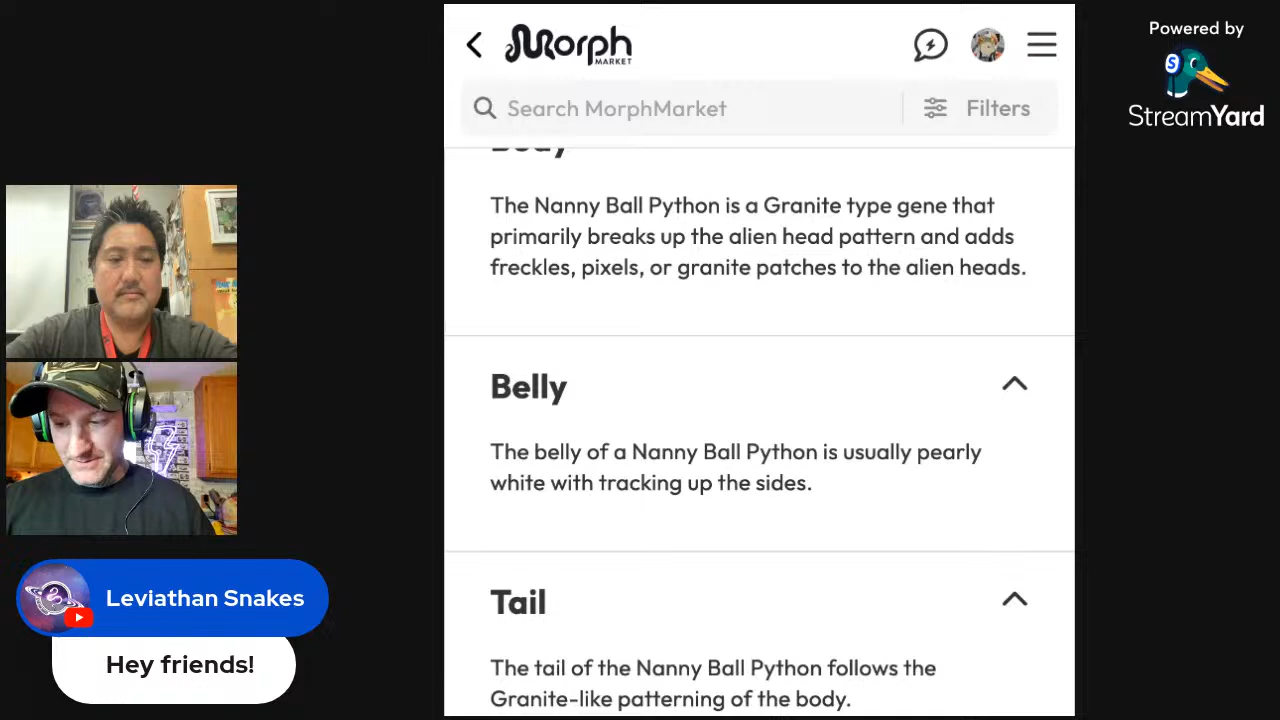 Morph
MARKET
Search MorphMarket
Filters
Body
The Nanny Ball Python is a Granite type gene that
primarily breaks up the alien head pattern and adds
freckles, pixels, or granite patches to the alien heads.
Belly
The belly of a Nanny Ball Python is usually pearly
white with tracking up the sides.
Tail
The tail of the Nanny Ball Python follows the
Granite-like patterning of the body.
Powered by
StreamYard
Leviathan Snakes
Hey friends!